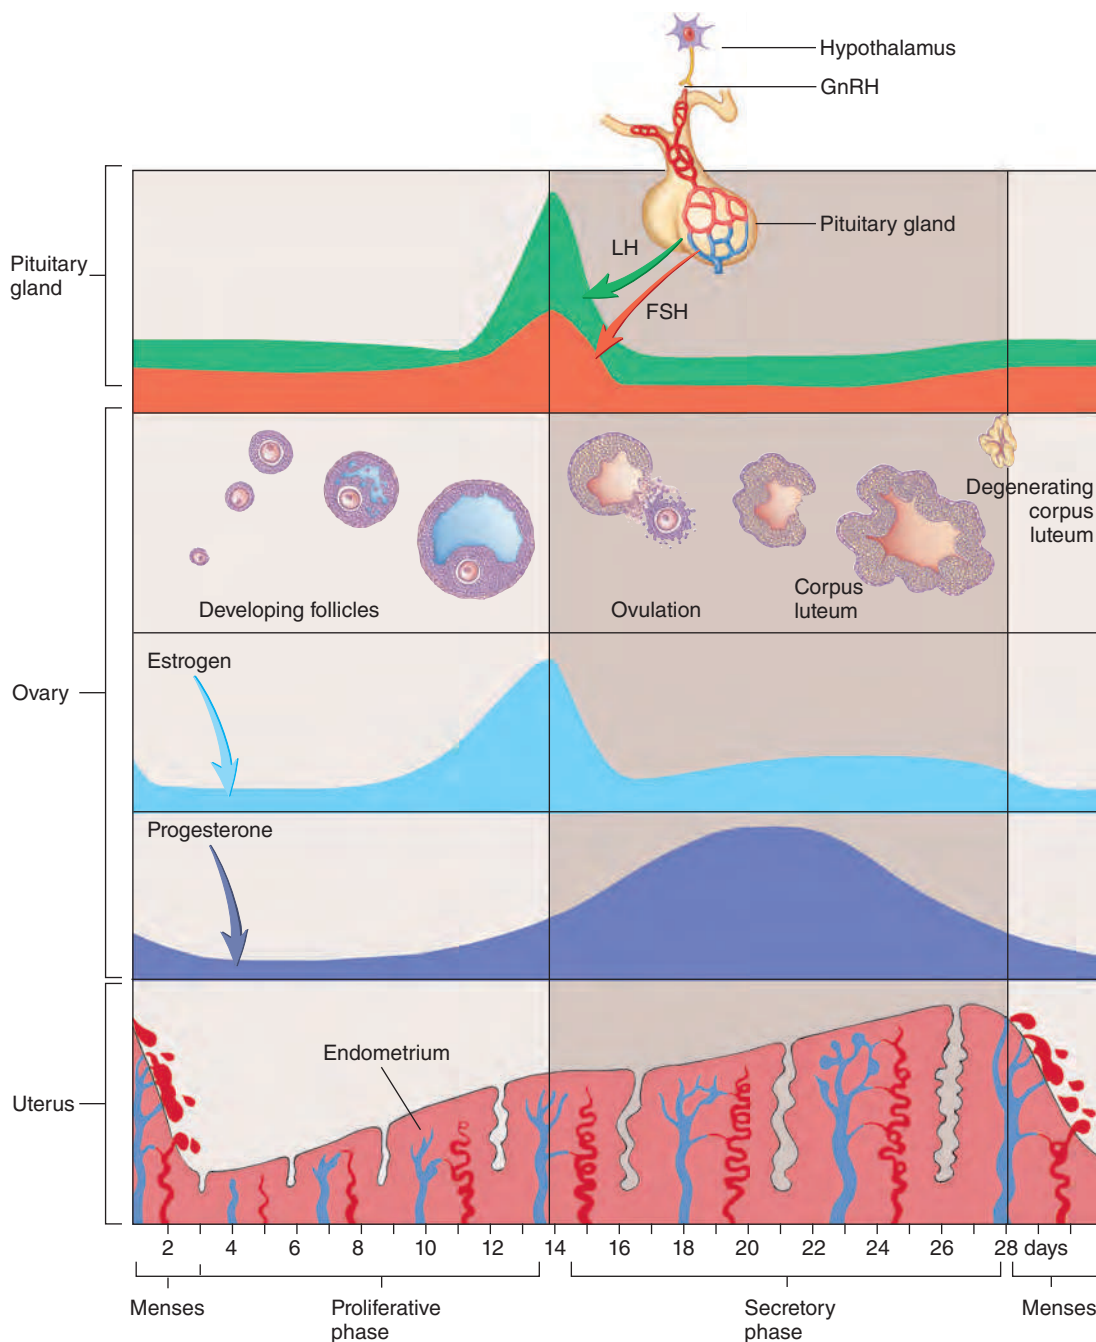 Hypothalamus
GnRH
Pituitary gland
LH
FSH
Pituitary
gland
Developing follicles
Ovulation
Corpus
luteum
Degenerating
corpus
luteum
Estrogen
Ovary
Progesterone
Endometrium
Uterus
2 4 6 8 10 12 14 16 18 20 22 24 26 28 days
Menses
Proliferative
phase
Secretory
phase
Menses